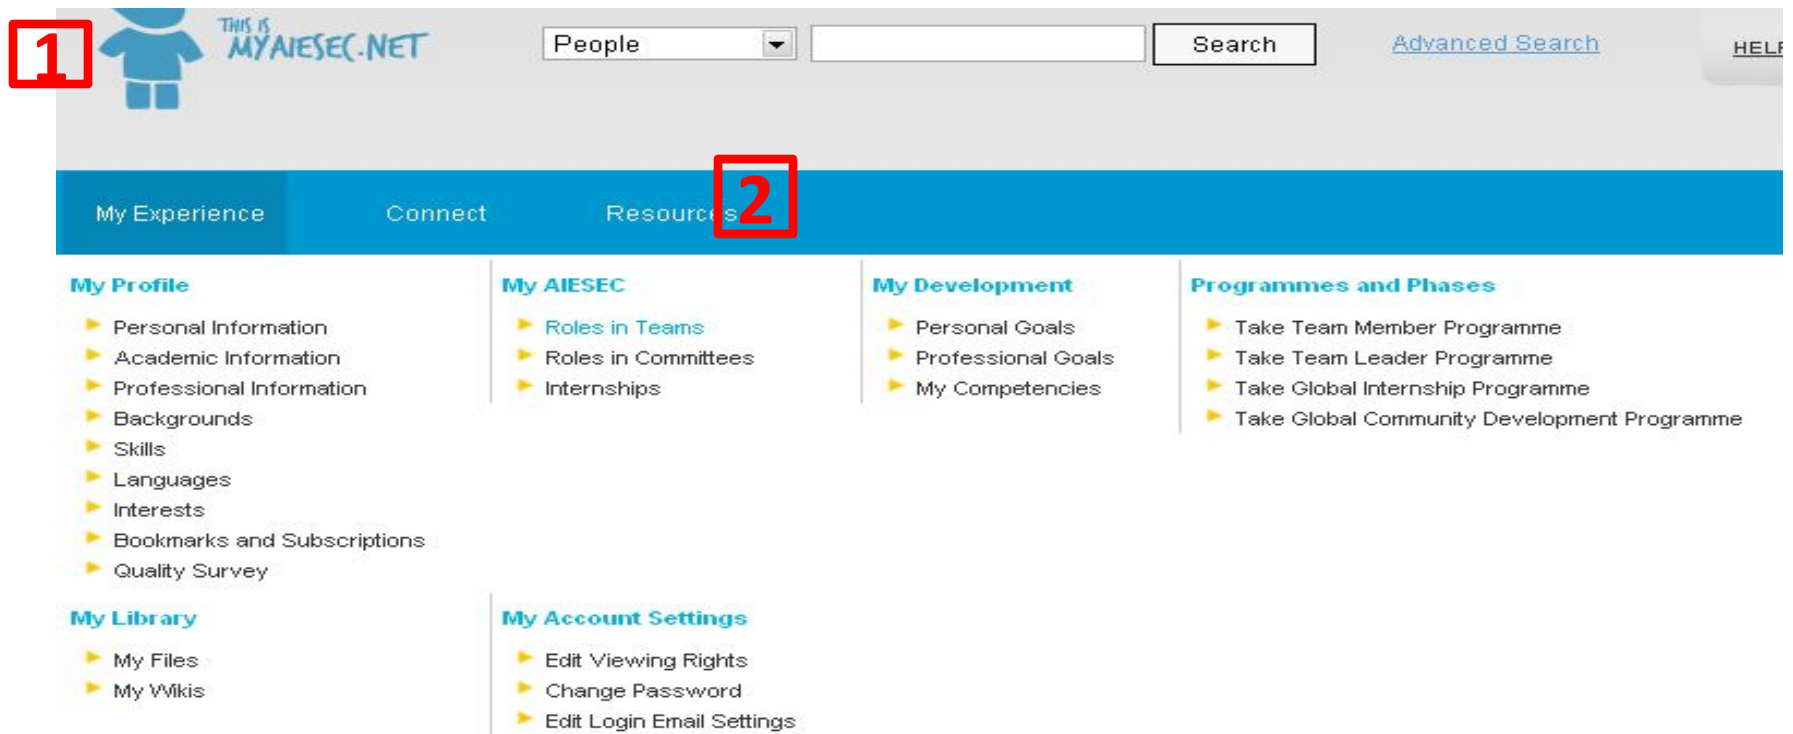 1
THIS IS
MYAIESEC.NET
People
Search
Advanced Search
HELP
2
My Experience
Connect
Resources
My Profile
Personal Information
Academic Information
Professional Information
Backgrounds
Skills
Languages
Interests
Bookmarks and Subscriptions
Quality Survey
My AIESEC
Roles in Teams
Roles in Committees
Internships
My Development
Personal Goals
Professional Goals
My Competencies
Programmes and Phases
Take Team Member Programme
Take Team Leader Programme
Take Global Internship Programme
Take Global Community Development Programme
My Library
My Files
My Wikis
My Account Settings
Edit Viewing Rights
Change Password
Edit Login Email Settings